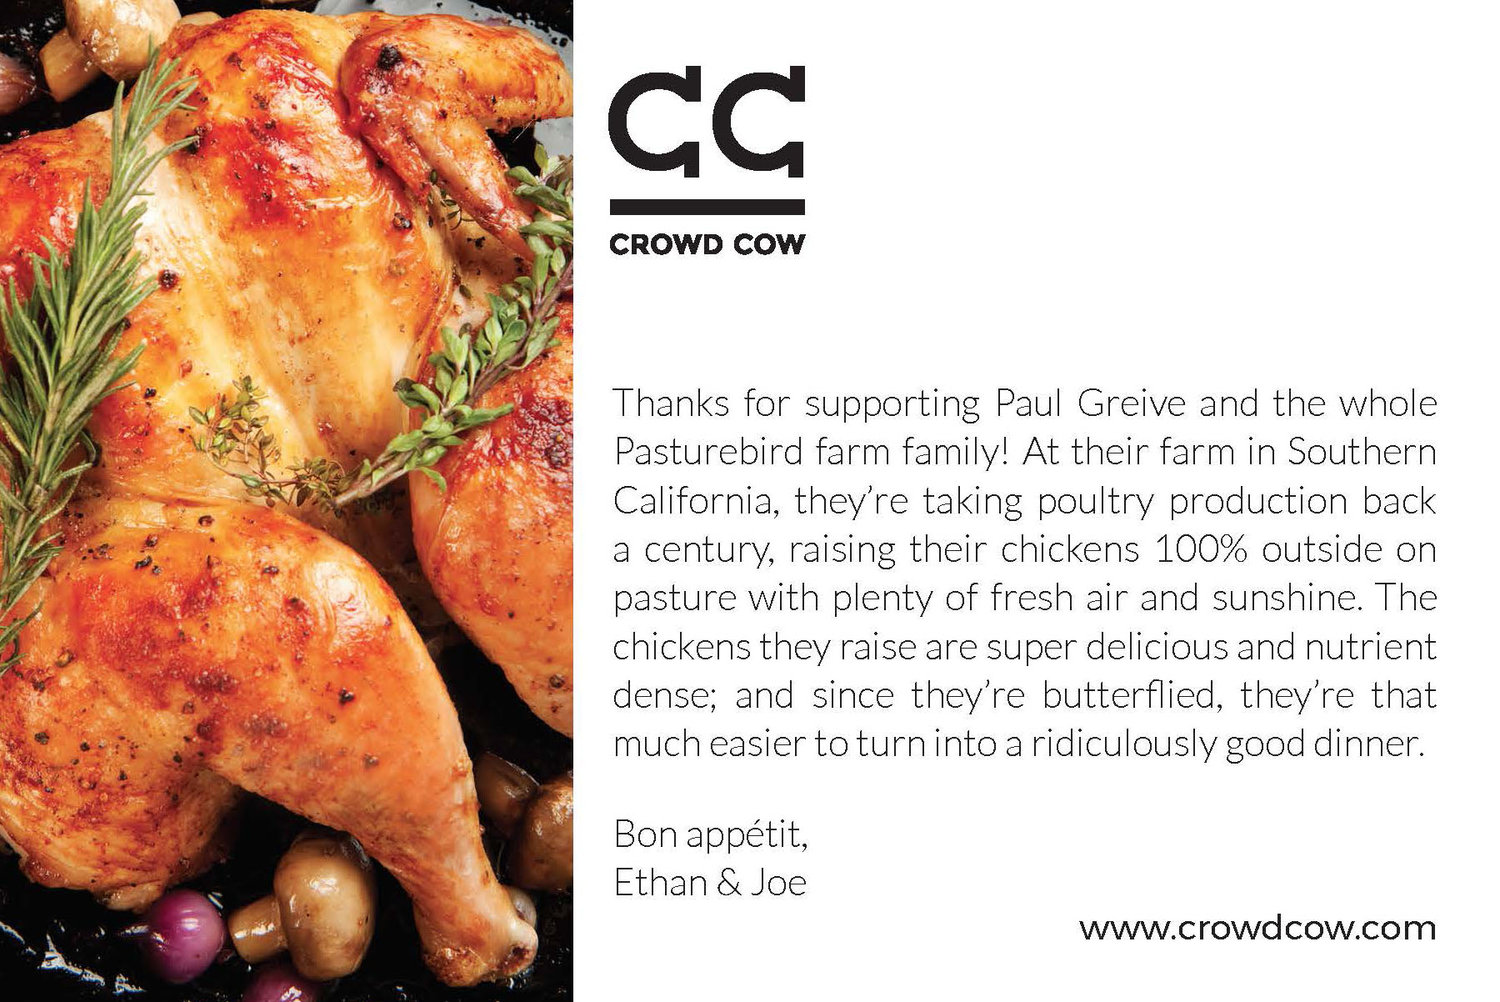 CC
CROWD COW
Thanks for supporting Paul Greive and the whole
Pasturebird farm family! At their farm in Southern
California, they’re taking poultry production back
a century, raising their chickens 100% outside on
pasture with plenty of fresh air and sunshine. The
chickens they raise are super delicious and nutrient
dense; and since they’re butterflied, they’re that
much easier to turn into a ridiculously good dinner.
Bon appétit,
Ethan & Joe
www.crowdcow.com